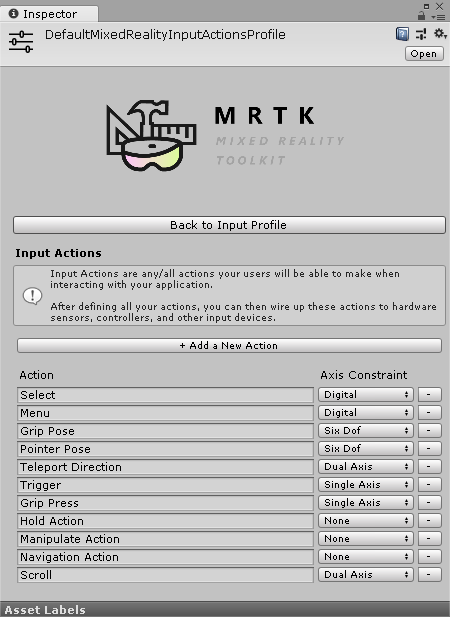 Inspector
DefaultMixedRealityInputActionsProfile
Open
MRTK
MIXED REALITY
TOOLKIT
Back to Input Profile
Input Actions
Input Actions are any/all actions your users will be able to make when
interacting with your application.
After defining all your actions, you can then wire up these actions to hardware
sensors, controllers, and other input devices.
+ Add a New Action
Action Axis Constraint
Select Digital -
Menu Digital -
Grip Pose Six Dof -
Pointer Pose Six Dof -
Teleport Direction Dual Axis -
Trigger Single Axis -
Grip Press Single Axis -
Hold Action None -
Manipulate Action None -
Navigation Action None -
Scroll Dual Axis -
Asset Labels